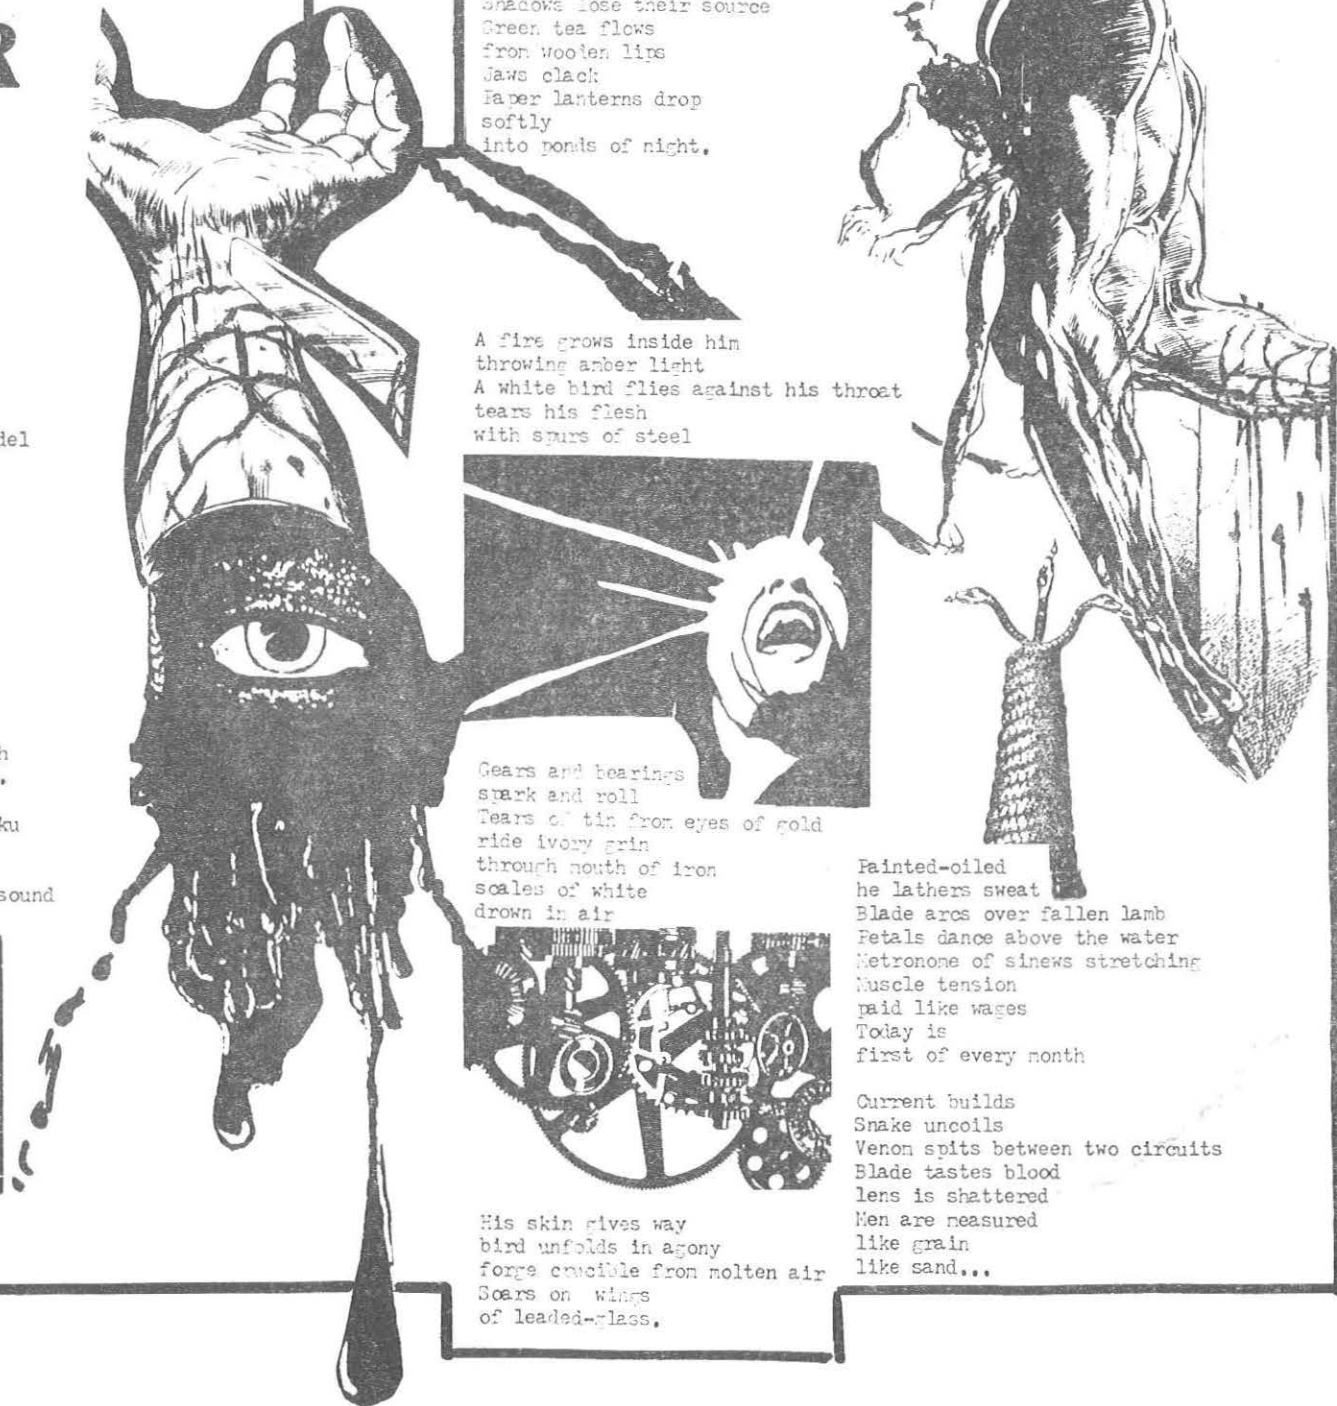 R
del
h
.
ku
sound
Shadows lose their source
Green tea flows
from wooden lips
Jaws clack
Paper lanterns drop
softly
into ponds of night.
A fire grows inside him
throwing amber light
A white bird flies against his throat
tears his flesh
with spurs of steel
Gears and bearings
spark and roll
Tears of tin from eyes of gold
ride ivory grin
through mouth of iron
scales of white
drown in air
His skin gives way
bird unfolds in agony
forge crucible from molten air
Soars on wings
of leaded-glass.
Painted-oiled
he lathers sweat
Blade arcs over fallen lamb
Petals dance above the water
Metronome of sinews stretching
Muscle tension
paid like wages
Today is
first of every month
Current builds
Snake uncoils
Venom spits between two circuits
Blade tastes blood
lens is shattered
Men are measured
like grain
like sand...